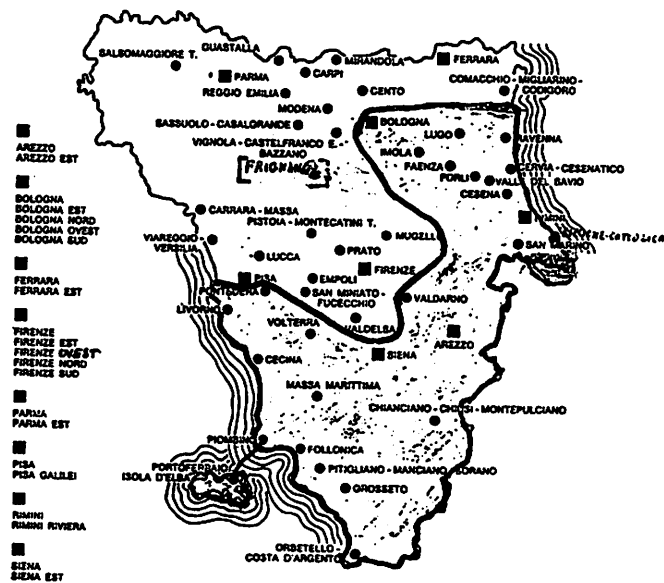 GUASTALLA
MIRANDOLA
SALSOMAGGIORE T.
PARMA
CARPI
FERRARA
REGGIO EMILIA
CENTO
COMACCHIO-MIGLIARINO-
CODIGORO
MODENA
SASSUOLO-CASALGRANDE
BOLOGNA
LUGO
RAVENNA
VIGNOLA-CASTELFRANCO E.
BAZZANO
IMOLA
FAENZA
FORLI
CERVIA-CESENATICO
VALLI DEL SAVIO
CESENA
RIMINI
SAN MARINO
CARRARA-MASSA
PISTOIA-MONTECATINI T.
VIAREGGIO-
VERSILIA
MUGELL
LUCCA
PRATO
PISA
FIRENZE
EMPOLI
PONTEDERA
SAN MINIATO-
FUCECCHIO
VALDARNO
LIVORNO
VOLTERRA
VALDELSA
AREZZO
SIENA
CECINA
MASSA MARITTIMA
CHIANCIANO-CHIUSI-MONTEPULCIANO
PIOMBINO
FOLLONICA
PORTOFERRAIO
ISOLA D'ELBA
PITIGLIANO-MANCIANO-SORANO
GROSSETO
ORBETELLO-
COSTA D'ARGENTO
AREZZO
AREZZO EST
BOLOGNA
BOLOGNA EST
BOLOGNA NORD
BOLOGNA OVEST
BOLOGNA SUD
FERRARA
FERRARA EST
FIRENZE
FIRENZE EST
FIRENZE OVEST
FIRENZE NORD
FIRENZE SUD
PARMA
PARMA EST
PISA
PISA GALILEI
RIMINI
RIMINI RIVIERA
SIENA
SIENA EST